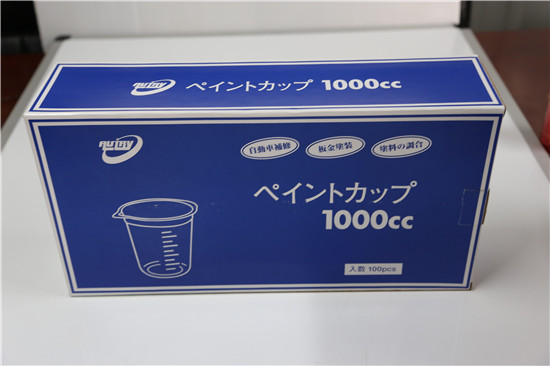 ペイントカップ 1000cc
自動車補修 板金塗装 塗料の調合
ペイントカップ
1000cc
入数 100pcs